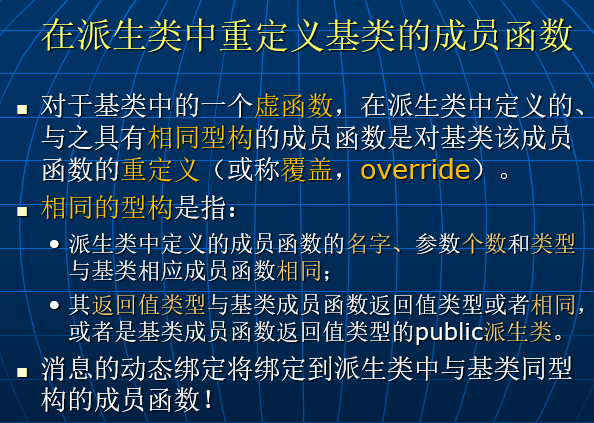 在派生类中重定义基类的成员函数
对于基类中的一个虚函数，在派生类中定义的、
与之具有相同型构的成员函数是对基类该成员
函数的重定义（或称覆盖，override）。
相同的型构是指：
派生类中定义的成员函数的名字、参数个数和类型
与基类相应成员函数相同；
其返回值类型与基类成员函数返回值类型或者相同，
或者是基类成员函数返回值类型的public派生类。
消息的动态绑定将绑定到派生类中与基类同型
构的成员函数！